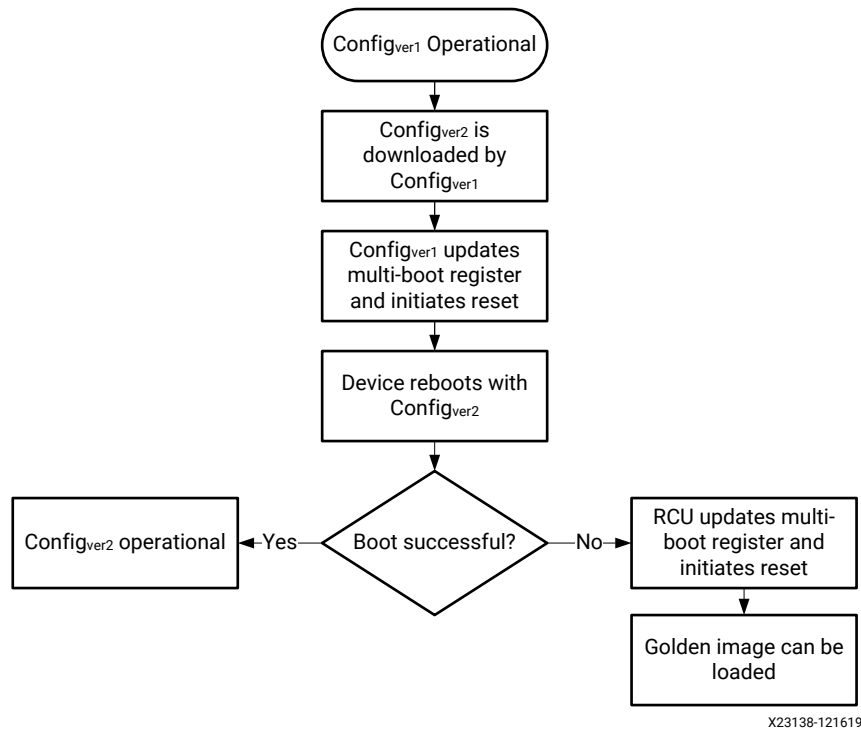 Configver1 Operational
Configver2 is
downloaded by
Configver1
Configver1 updates
multi-boot register
and initiates reset
Device reboots with
Configver2
Boot successful?
Yes
Configver2 operational
No
RCU updates multi-
boot register and
initiates reset
Golden image can be
loaded
X23138-121619